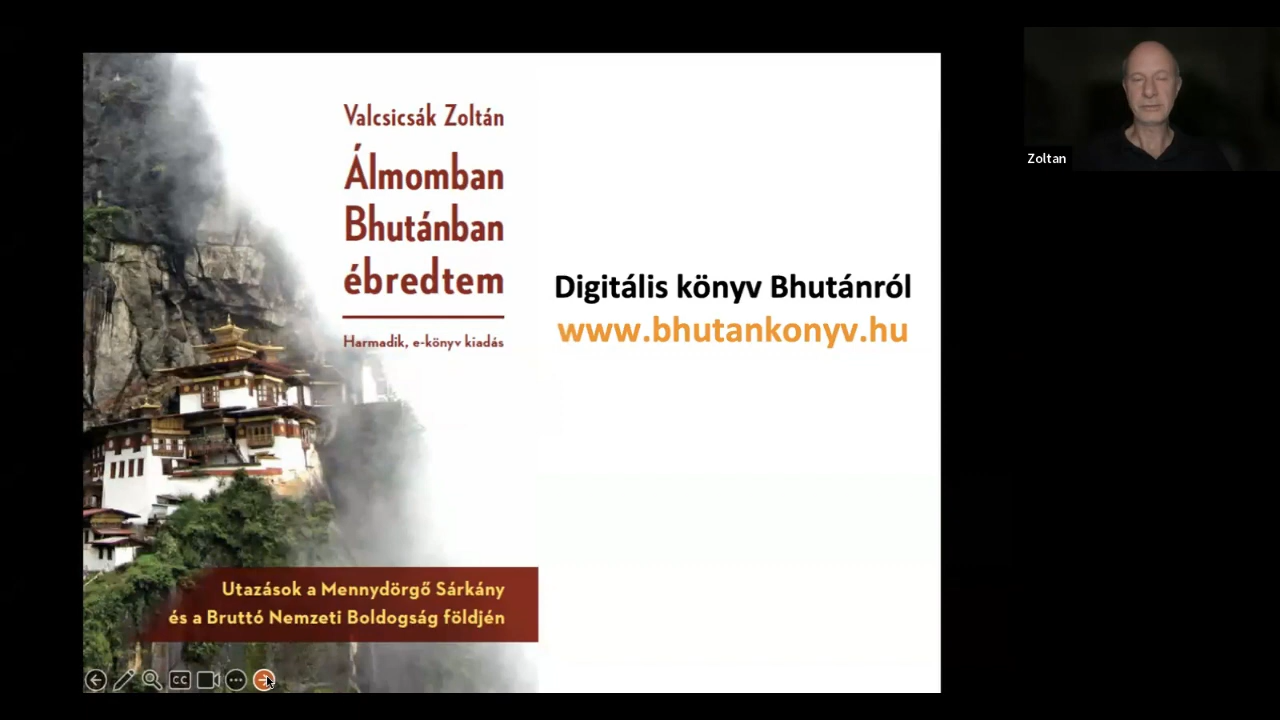 Valcsicsák Zoltán
Álmomban
Bhutánban
ébredtem
Harmadik, e-könyv kiadás
Utazások a Mennydörgő Sárkány
és a Bruttó Nemzeti Boldogság földjén
Digitális könyv Bhutánról
www.bhutankonyv.hu
CC
Zoltan